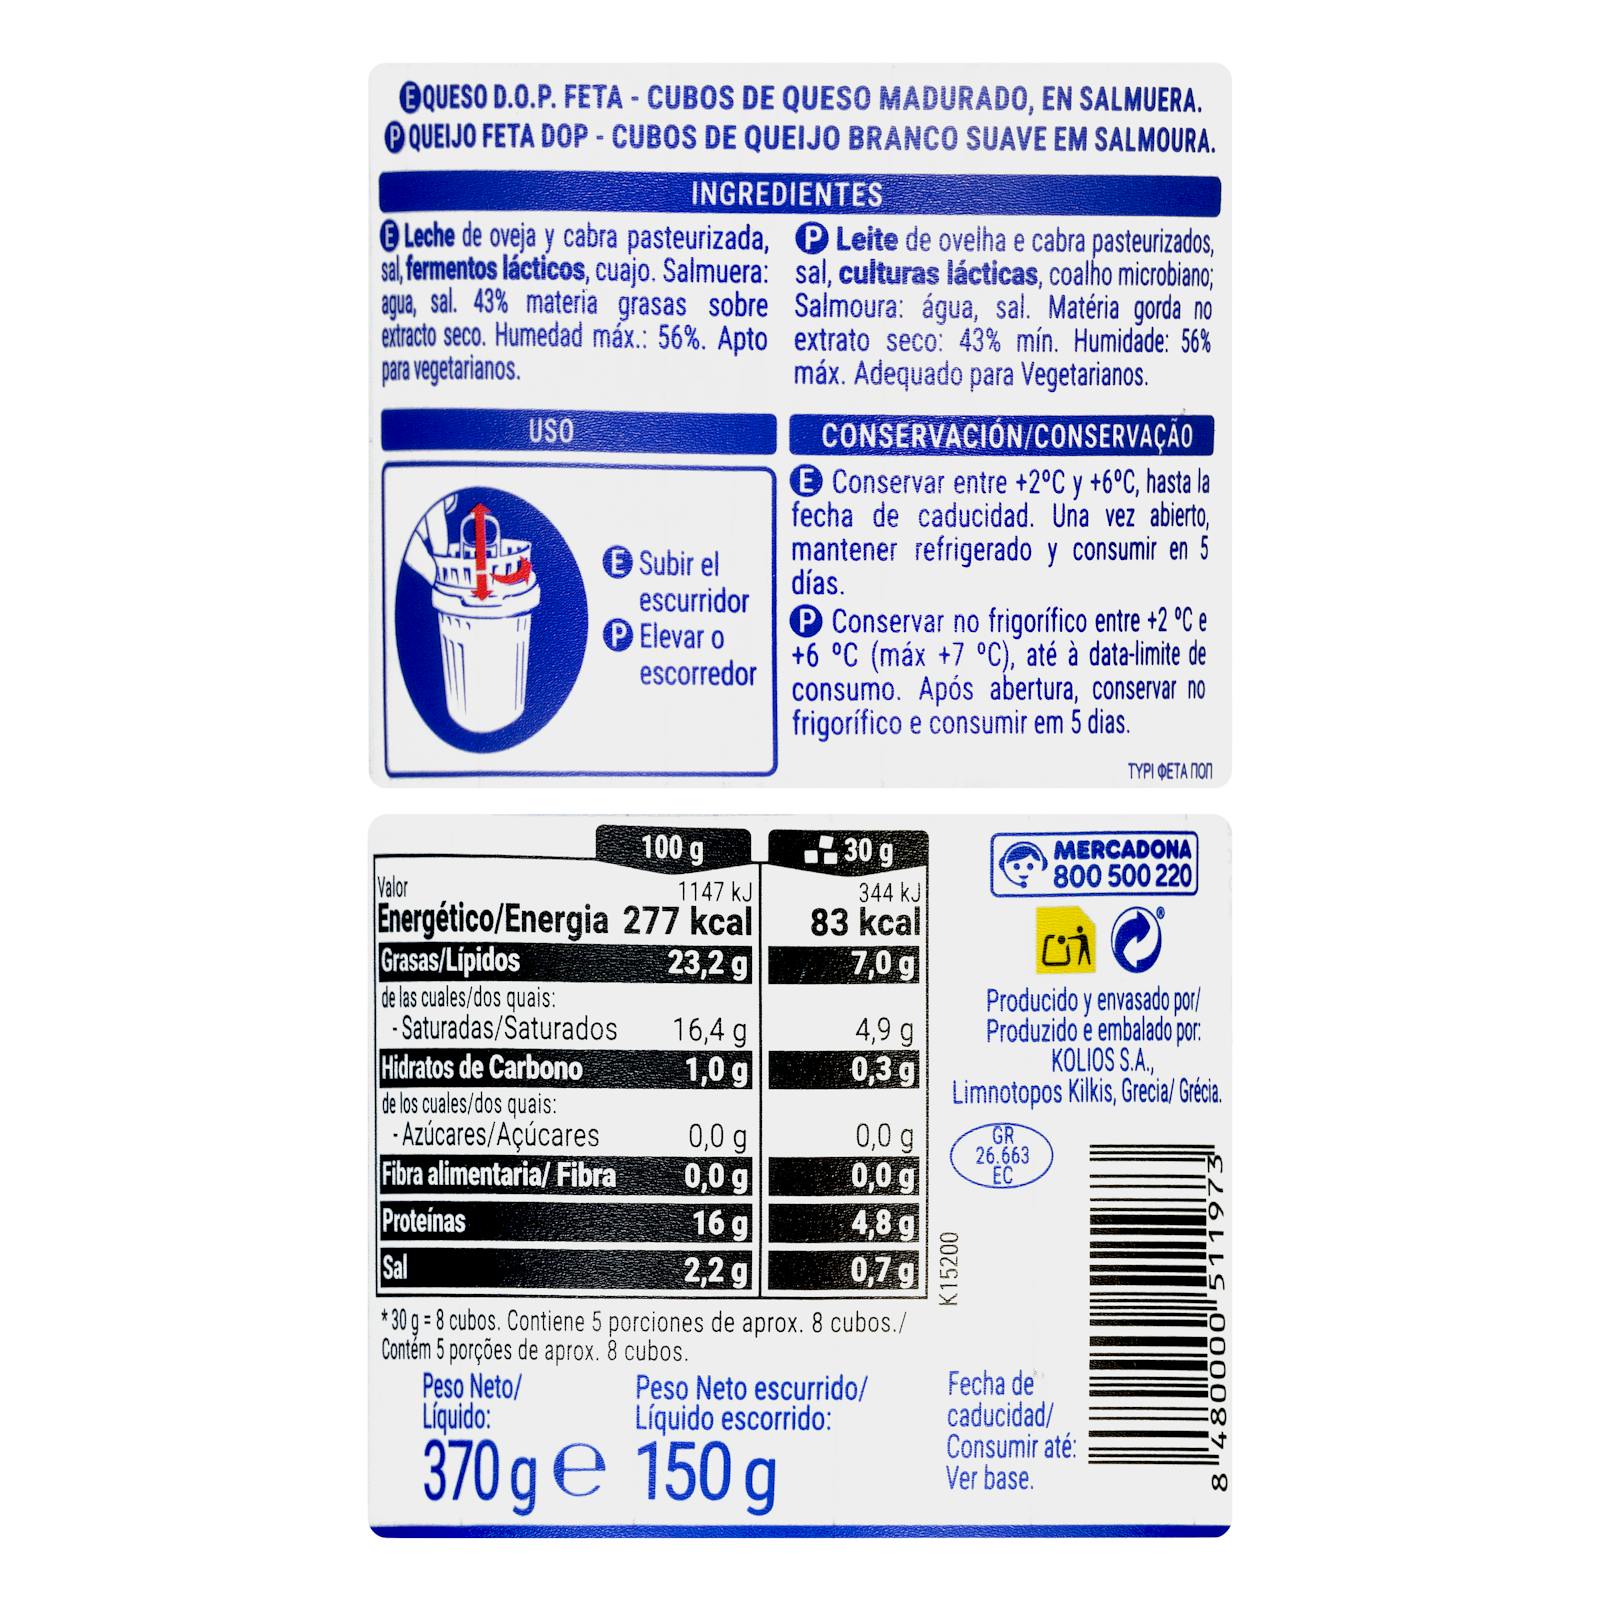 E QUESO D.O.P. FETA - CUBOS DE QUESO MADURADO, EN SALMUERA.
P QUEIJO FETA DOP - CUBOS DE QUEIJO BRANCO SUAVE EM SALMOURA.
INGREDIENTES
E Leche de oveja y cabra pasteurizada,
sal, fermentos lácticos, cuajo. Salmuera:
agua, sal. 43% materia grasas sobre
extracto seco. Humedad máx.: 56%. Apto
para vegetarianos.
P Leite de ovelha e cabra pasteurizados,
sal, culturas lácticas, coalho microbiano;
Salmoura: água, sal. Matéria gorda no
extrato seco: 43% mín. Humidade: 56%
máx. Adequado para Vegetarianos.
USO
E Subir el
escurridor
P Elevar o
escorredor
CONSERVACIÓN/CONSERVAÇÃO
E Conservar entre +2ºC y +6ºC, hasta la
fecha de caducidad. Una vez abierto,
mantener refrigerado y consumir en 5
días.
P Conservar no frigorífico entre +2 ºC e
+6 ºC (máx +7 ºC), até à data-limite de
consumo. Após abertura, conservar no
frigorífico e consumir em 5 dias.
ΤΥΡΙ ΦΕΤΑ ΠΟΠ
100 g 30 g
Valor 1147 kJ 344 kJ
Energético/Energia 277 kcal 83 kcal
Grasas/Lípidos 23,2 g 7,0 g
de las cuales/dos quais:
- Saturadas/Saturados 16,4 g 4,9 g
Hidratos de Carbono 1,0 g 0,3 g
de los cuales/dos quais:
- Azúcares/Açúcares 0,0 g 0,0 g
Fibra alimentaria/ Fibra 0,0 g 0,0 g
Proteínas 16 g 4,8 g
Sal 2,2 g 0,7 g
* 30 g = 8 cubos. Contiene 5 porciones de aprox. 8 cubos./
Contém 5 porções de aprox. 8 cubos.
Peso Neto/
Líquido:
370 g e
Peso Neto escurrido/
Líquido escorrido:
150 g
K15200
MERCADONA
800 500 220
®
Producido y envasado por/
Produzido e embalado por:
KOLIOS S.A.,
Limnotopos Kilkis, Grecia/ Grécia.
GR
26.663
EC
Fecha de
caducidad/
Consumir até:
Ver base.
8 480000 511973